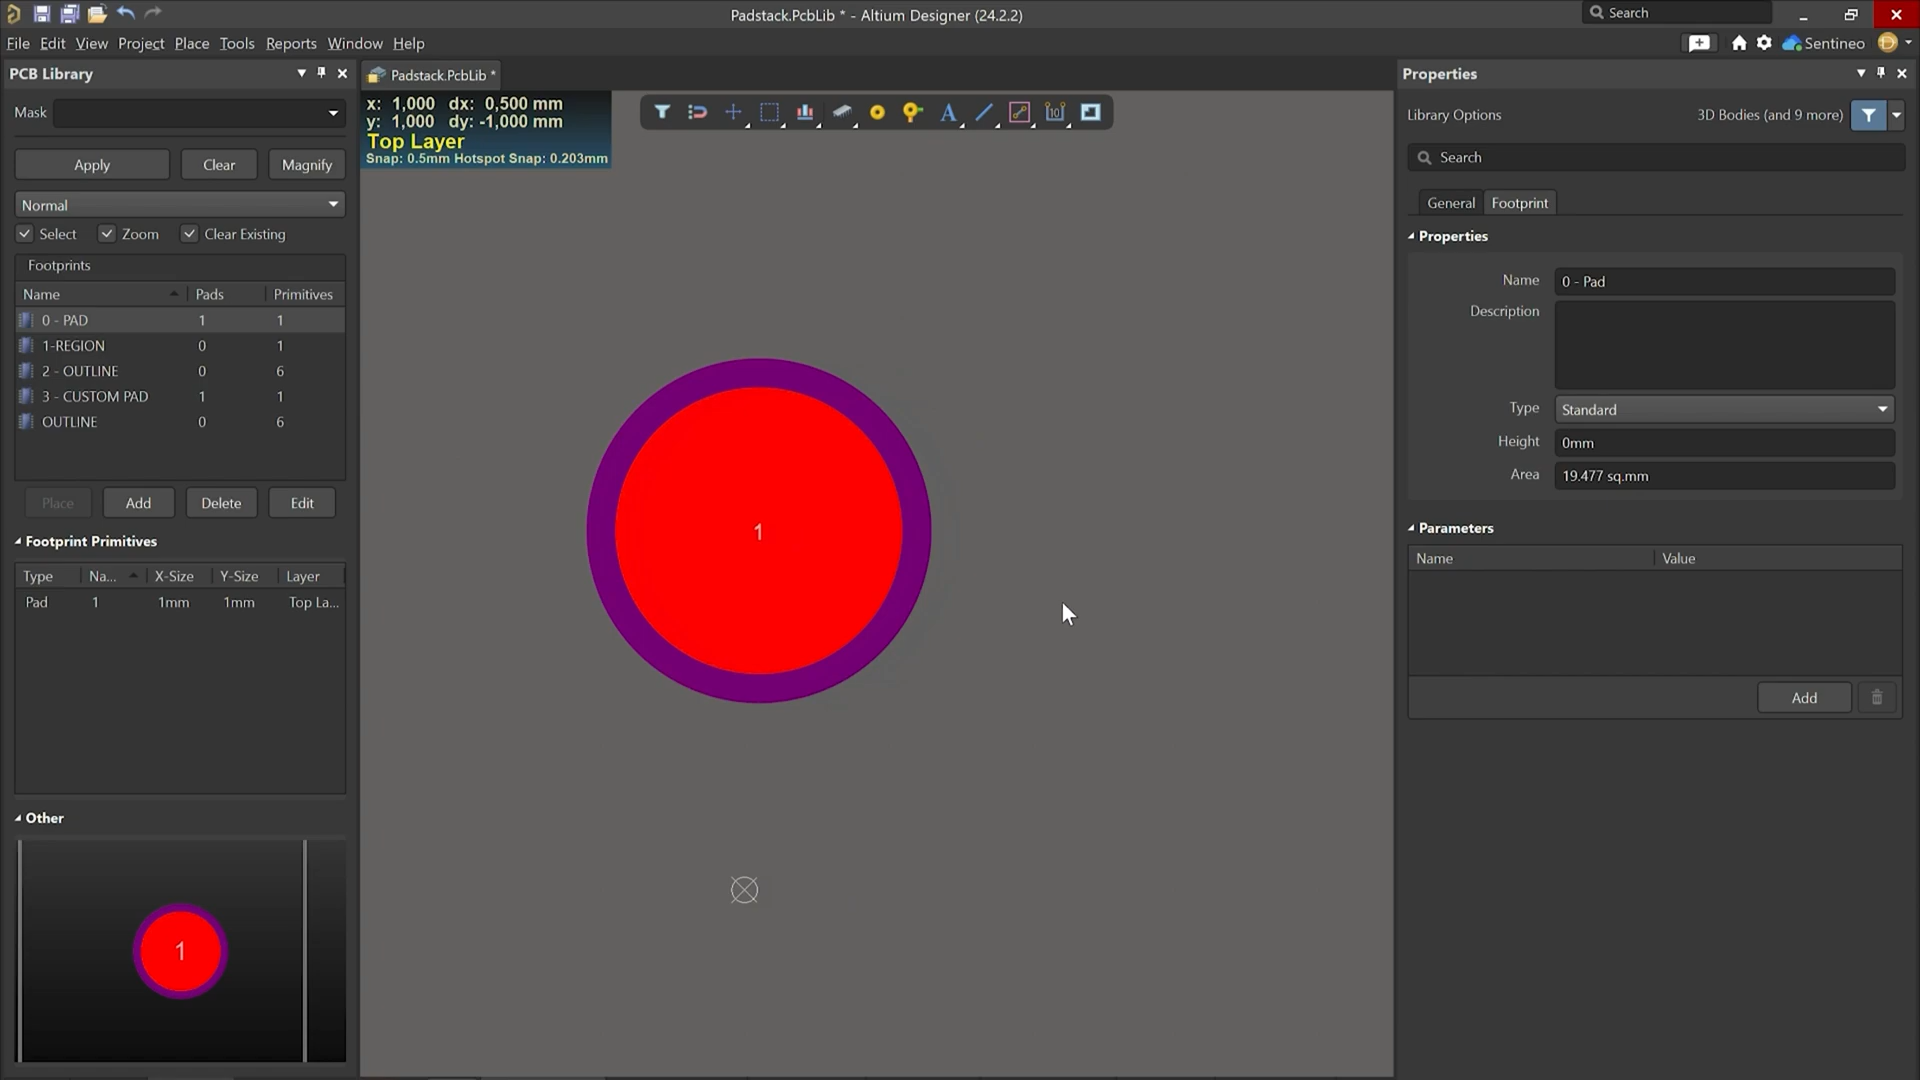 Padstack.PcbLib * - Altium Designer (24.2.2)
Search
File Edit View Project Place Tools Reports Window Help
Sentineo
PCB Library
Mask
Apply Clear Magnify
Normal
Select Zoom Clear Existing
Footprints
Name Pads Primitives
0 - PAD 1 1
1-REGION 0 1
2 - OUTLINE 0 6
3 - CUSTOM PAD 1 1
OUTLINE 0 6
Place Add Delete Edit
Footprint Primitives
Type Na... X-Size Y-Size Layer
Pad 1 1mm 1mm Top La...
Other
1
Padstack.PcbLib *
x: 1,000 dx: 0,500 mm
y: 1,000 dy: -1,000 mm
Top Layer
Snap: 0.5mm Hotspot Snap: 0.203mm
1
Properties
Library Options 3D Bodies (and 9 more)
Search
General Footprint
Properties
Name 0 - Pad
Description
Type Standard
Height 0mm
Area 19.477 sq.mm
Parameters
Name Value
Add